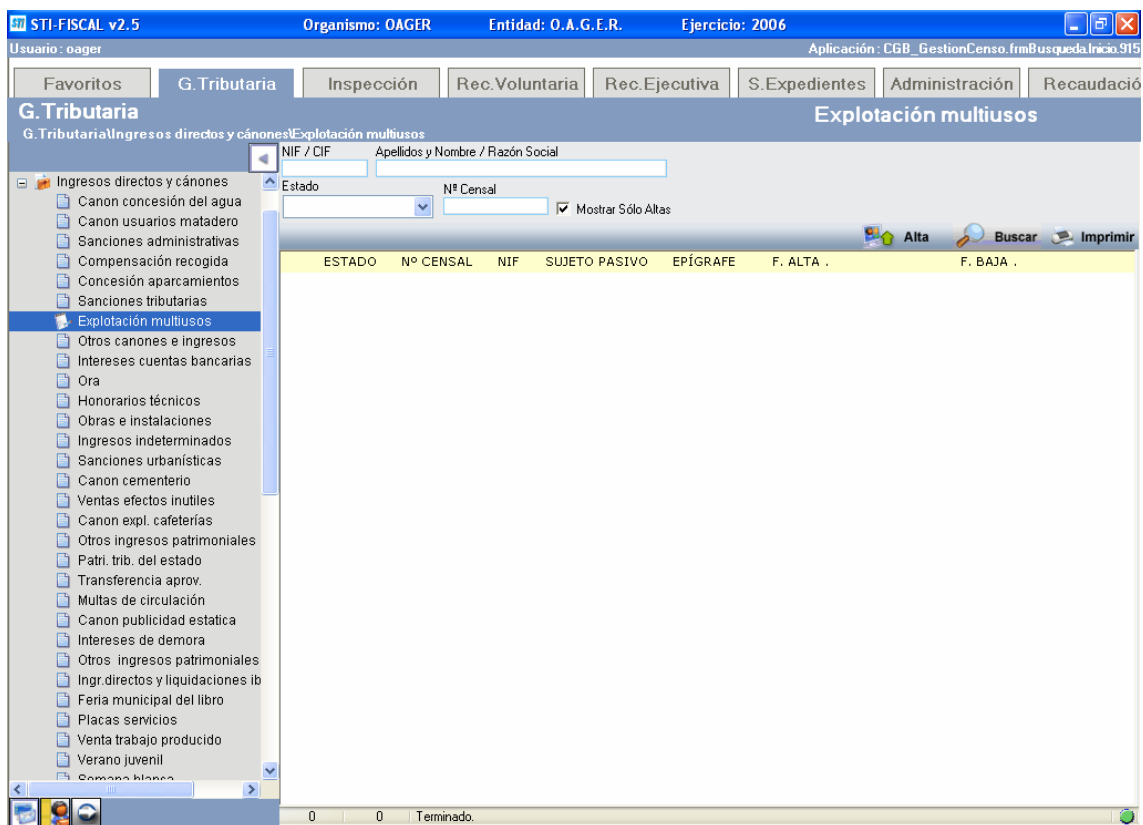 STI STI-FISCAL v2.5 Organismo: OAGER Entidad: O.A.G.E.R. Ejercicio: 2006
Usuario : oager Aplicación : CGB_GestionCenso.frmBusqueda.Inicio.915
Favoritos G.Tributaria Inspección Rec.Voluntaria Rec.Ejecutiva S.Expedientes Administración Recaudació
G.Tributaria Explotación multiusos
G.Tributaria\Ingresos directos y cánones\Explotación multiusos
NIF / CIF Apellidos y Nombre / Razón Social
Estado Nº Censal
Mostrar Sólo Altas
Alta Buscar Imprimir
ESTADO Nº CENSAL NIF SUJETO PASIVO EPÍGRAFE F. ALTA . F. BAJA .
Ingresos directos y cánones
Canon concesión del agua
Canon usuarios matadero
Sanciones administrativas
Compensación recogida
Concesión aparcamientos
Sanciones tributarias
Explotación multiusos
Otros canones e ingresos
Intereses cuentas bancarias
Ora
Honorarios técnicos
Obras e instalaciones
Ingresos indeterminados
Sanciones urbanísticas
Canon cementerio
Ventas efectos inutiles
Canon expl. cafeterías
Otros ingresos patrimoniales
Patri. trib. del estado
Transferencia aprov.
Multas de circulación
Canon publicidad estatica
Intereses de demora
Otros ingresos patrimoniales
Ingr.directos y liquidaciones ib
Feria municipal del libro
Placas servicios
Venta trabajo producido
Verano juvenil
Semana blanca
0 0 Terminado.